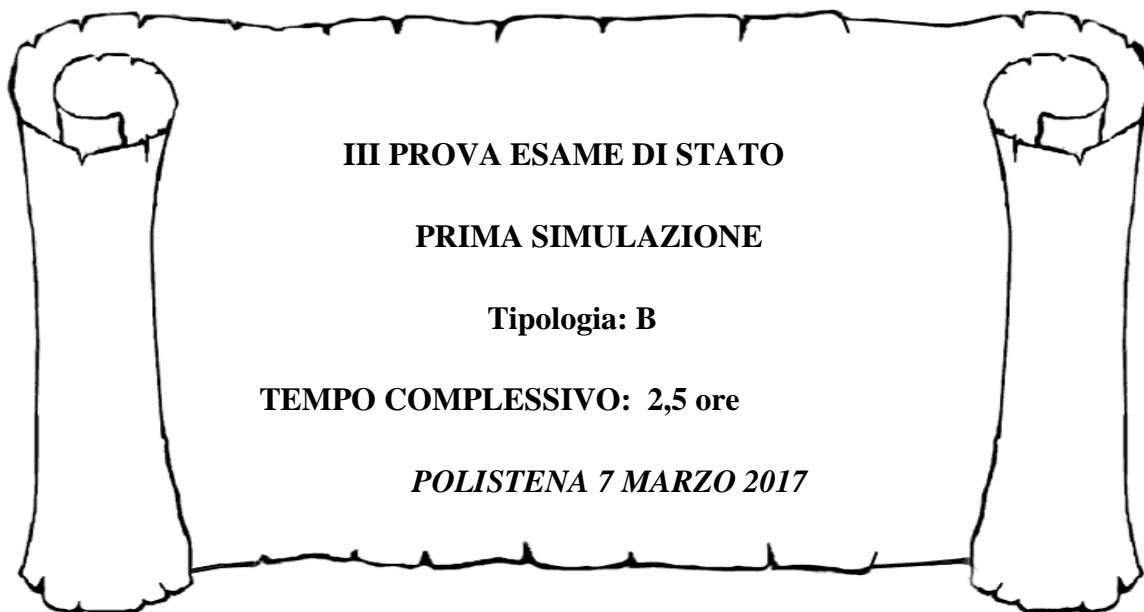 III PROVA ESAME DI STATO
PRIMA SIMULAZIONE
Tipologia: B
TEMPO COMPLESSIVO: 2,5 ore
POLISTENA 7 MARZO 2017